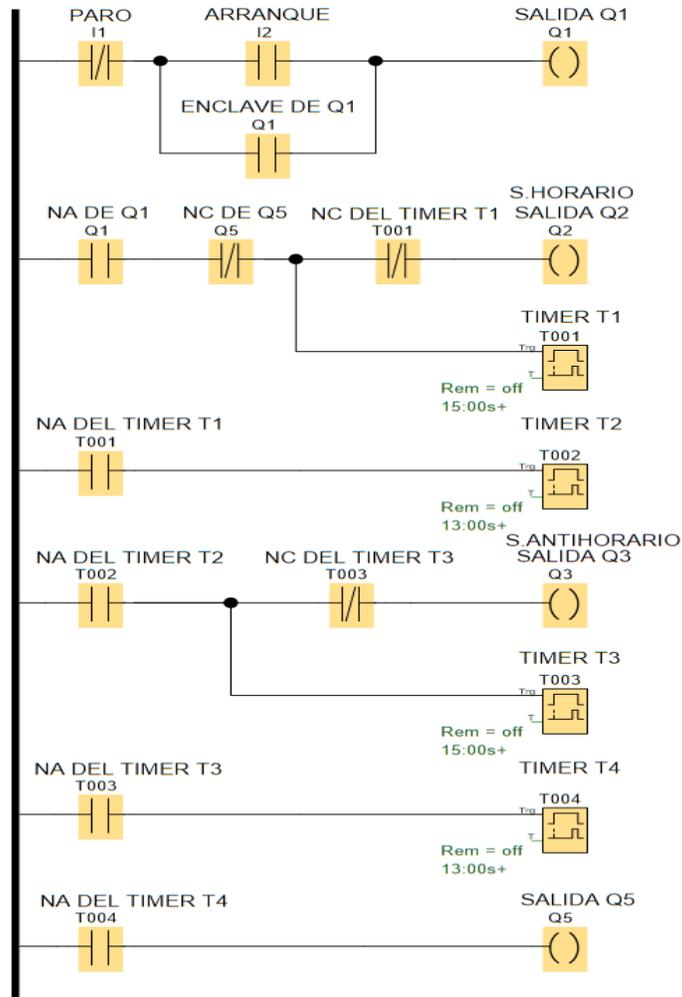 PARO
I1
ARRANQUE
I2
SALIDA Q1
Q1
ENCLAVE DE Q1
Q1
NA DE Q1
Q1
NC DE Q5
Q5
NC DEL TIMER T1
T001
S.HORARIO
SALIDA Q2
Q2
TIMER T1
T001
Trg
T
Rem = off
15:00s+
NA DEL TIMER T1
T001
TIMER T2
T002
Trg
T
Rem = off
13:00s+
NA DEL TIMER T2
T002
NC DEL TIMER T3
T003
S.ANTIHORARIO
SALIDA Q3
Q3
TIMER T3
T003
Trg
T
Rem = off
15:00s+
NA DEL TIMER T3
T003
TIMER T4
T004
Trg
T
Rem = off
13:00s+
NA DEL TIMER T4
T004
SALIDA Q5
Q5